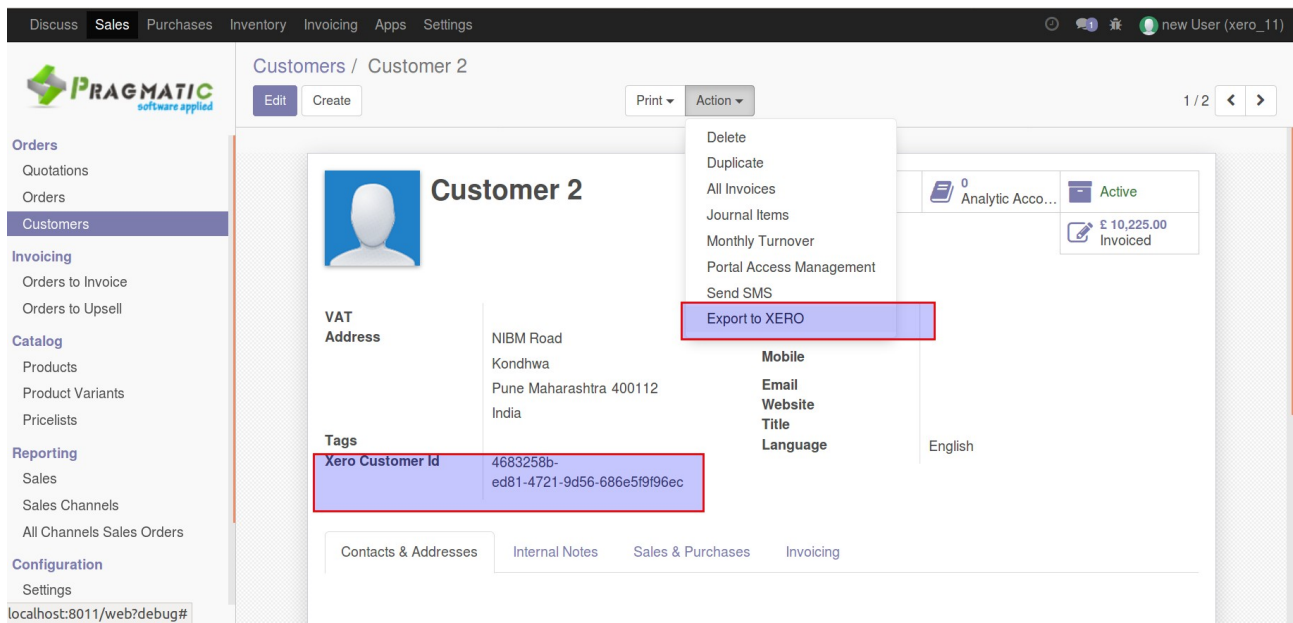 Discuss Sales Purchases Inventory Invoicing Apps Settings
1 new User (xero_11)
PRAGMATIC
software applied
Customers / Customer 2
Edit Create Print Action 1 / 2
Orders
Quotations
Orders
Customers
Invoicing
Orders to Invoice
Orders to Upsell
Catalog
Products
Product Variants
Pricelists
Reporting
Sales
Sales Channels
All Channels Sales Orders
Configuration
Settings
localhost:8011/web?debug#
Delete
Duplicate
All Invoices
Journal Items
Monthly Turnover
Portal Access Management
Send SMS
Export to XERO
Customer 2
0
Analytic Acco...
Active
£ 10,225.00
Invoiced
VAT
Address
NIBM Road
Kondhwa
Pune Maharashtra 400112
India
Tags
Xero Customer Id
4683258b-
ed81-4721-9d56-686e5f9f96ec
Mobile
Email
Website
Title
Language English
Contacts & Addresses Internal Notes Sales & Purchases Invoicing